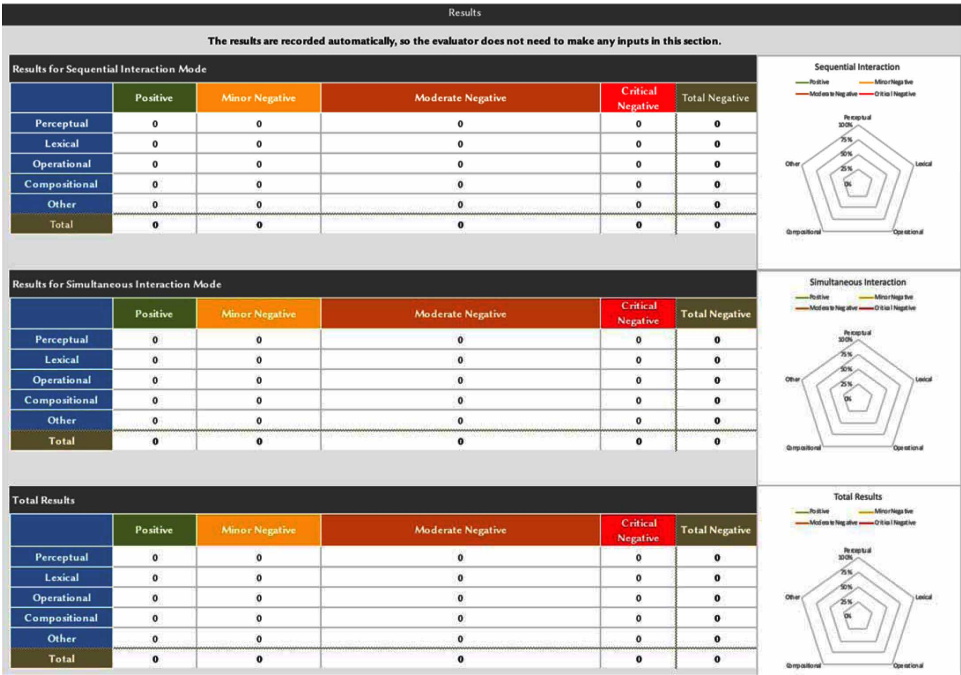 Results
The results are recorded automatically, so the evaluator does not need to make any inputs in this section.
Results for Sequential Interaction Mode
Positive Minor Negative Moderate Negative Critical Negative Total Negative
Perceptual 0 0 0 0 0
Lexical 0 0 0 0 0
Operational 0 0 0 0 0
Compositional 0 0 0 0 0
Other 0 0 0 0 0
Total 0 0 0 0 0
Sequential Interaction
Positive Minor Negative
Moderate Negative Critical Negative
Perceptual
100%
75%
50%
Other Lexical
25%
0%
Compositional Operational
Results for Simultaneous Interaction Mode
Positive Minor Negative Moderate Negative Critical Negative Total Negative
Perceptual 0 0 0 0 0
Lexical 0 0 0 0 0
Operational 0 0 0 0 0
Compositional 0 0 0 0 0
Other 0 0 0 0 0
Total 0 0 0 0 0
Simultaneous Interaction
Positive Minor Negative
Moderate Negative Critical Negative
Perceptual
100%
75%
50%
Other Lexical
25%
0%
Compositional Operational
Total Results
Positive Minor Negative Moderate Negative Critical Negative Total Negative
Perceptual 0 0 0 0 0
Lexical 0 0 0 0 0
Operational 0 0 0 0 0
Compositional 0 0 0 0 0
Other 0 0 0 0 0
Total 0 0 0 0 0
Total Results
Positive Minor Negative
Moderate Negative Critical Negative
Perceptual
100%
75%
50%
Other Lexical
25%
0%
Compositional Operational